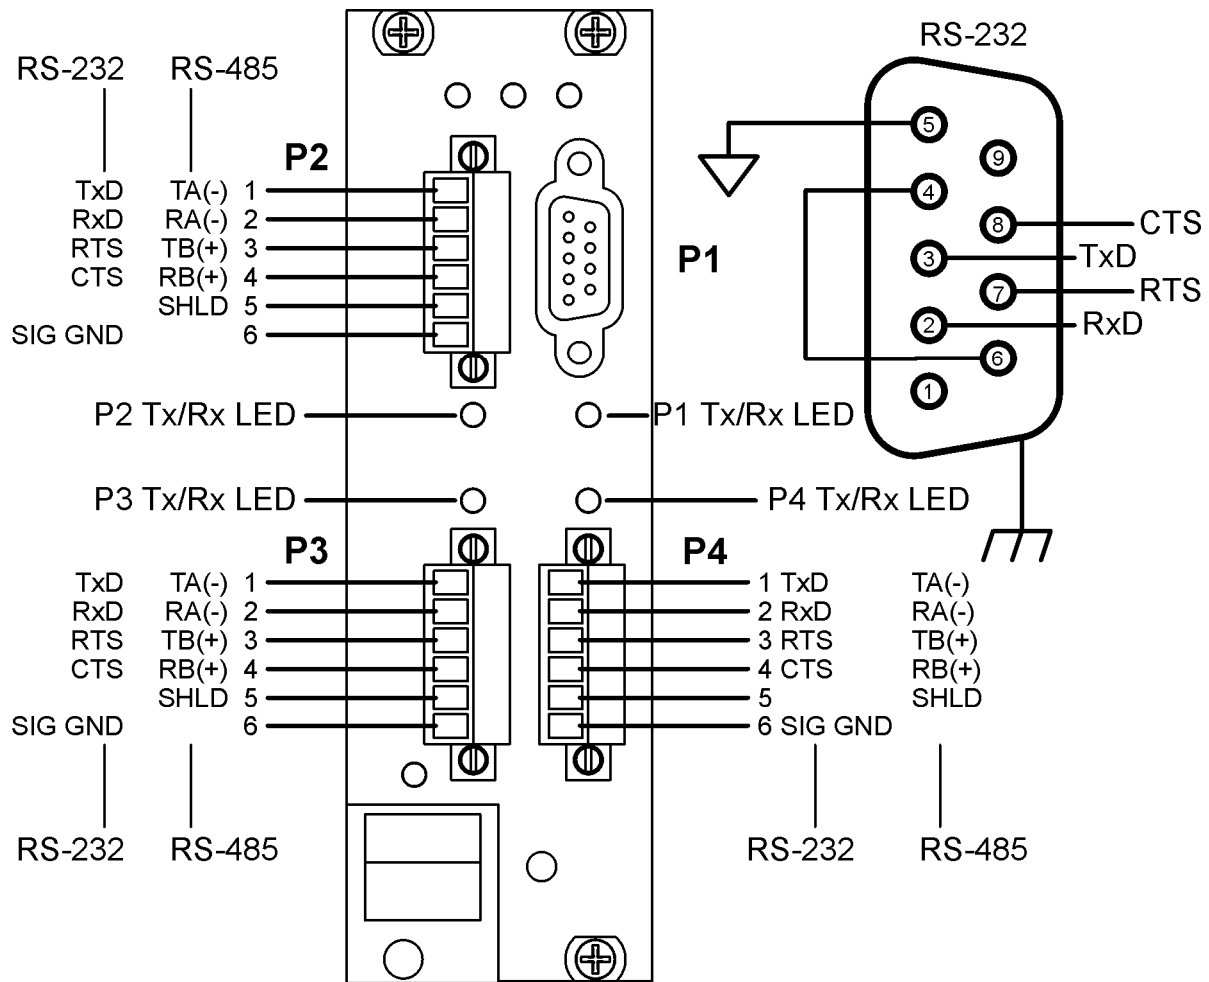 RS-232 RS-485
RS-232
P2
TxD TA(-) 1
RxD RA(-) 2
RTS TB(+) 3
CTS RB(+) 4
SHLD 5
SIG GND 6
P1
5
9
4
8 CTS
3 TxD
7 RTS
2 RxD
6
1
P2 Tx/Rx LED
P1 Tx/Rx LED
P3 Tx/Rx LED
P4 Tx/Rx LED
P3
TxD TA(-) 1
RxD RA(-) 2
RTS TB(+) 3
CTS RB(+) 4
SHLD 5
SIG GND 6
RS-232 RS-485
P4
1 TxD TA(-)
2 RxD RA(-)
3 RTS TB(+)
4 CTS RB(+)
5 SHLD
6 SIG GND
RS-232 RS-485